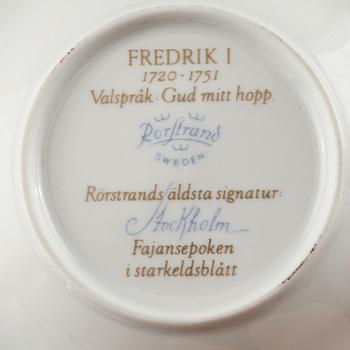 FREDRIK I
1720-1751
Valspråk: Gud mitt hopp.
Rörstrand
SWEDEN
Rörstrands äldsta signatur:
Stockholm
Fajansepoken
i starkeldsblått